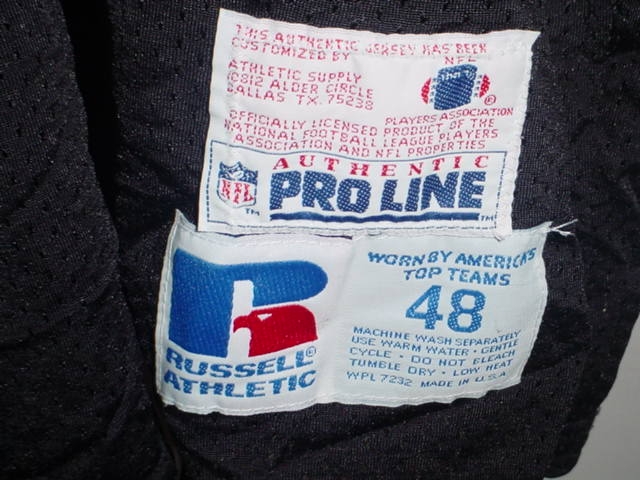 THIS AUTHENTIC JERSEY HAS BEEN
CUSTOMIZED BY
NFL
ATHLETIC SUPPLY
10812 ALDER CIRCLE
DALLAS TX. 75238
®
PLAYERS ASSOCIATION
OFFICIALLY LICENSED PRODUCT OF THE
NATIONAL FOOTBALL LEAGUE PLAYERS
ASSOCIATION AND NFL PROPERTIES
AUTHENTIC
NFL
PRO LINE
TM
TM
WORN BY AMERICA'S
TOP TEAMS
48
R
RUSSELL®
ATHLETIC
MACHINE WASH SEPARATELY
USE WARM WATER · GENTLE
CYCLE · DO NOT BLEACH
TUMBLE DRY · LOW HEAT
WPL 7232 MADE IN U.S.A.